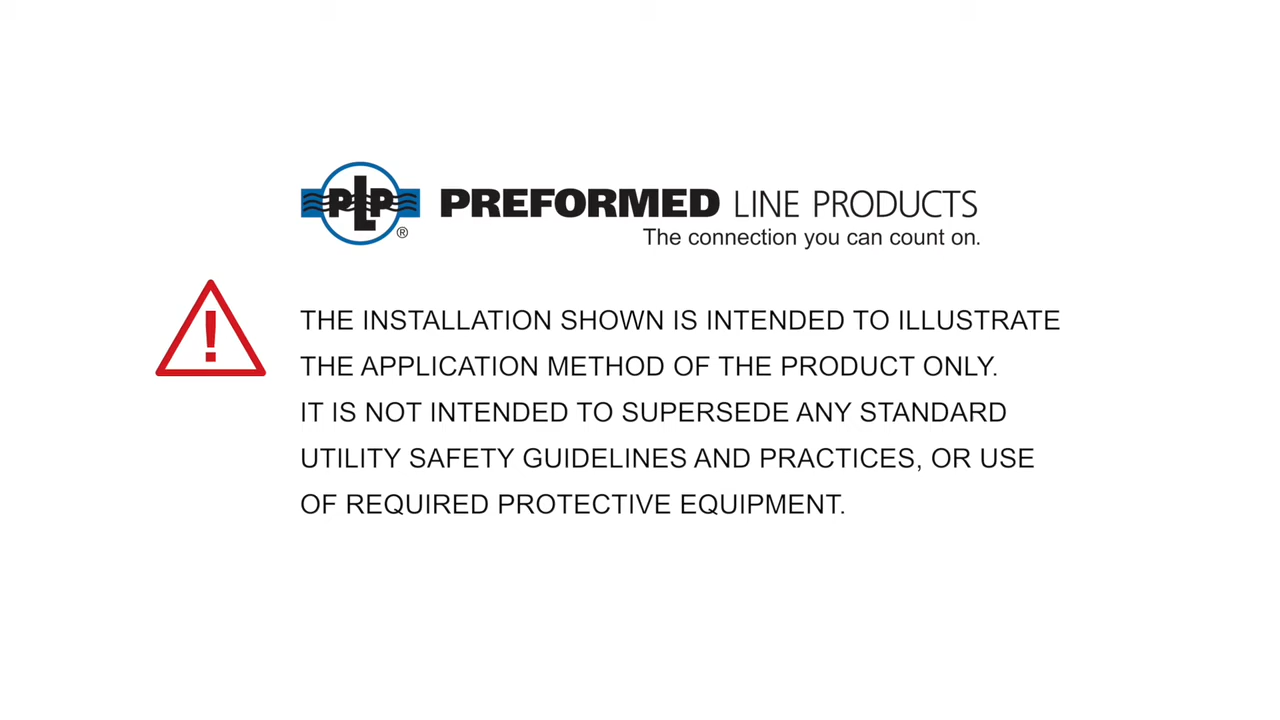 PLP®
PREFORMED LINE PRODUCTS
The connection you can count on.
!
THE INSTALLATION SHOWN IS INTENDED TO ILLUSTRATE
THE APPLICATION METHOD OF THE PRODUCT ONLY.
IT IS NOT INTENDED TO SUPERSEDE ANY STANDARD
UTILITY SAFETY GUIDELINES AND PRACTICES, OR USE
OF REQUIRED PROTECTIVE EQUIPMENT.